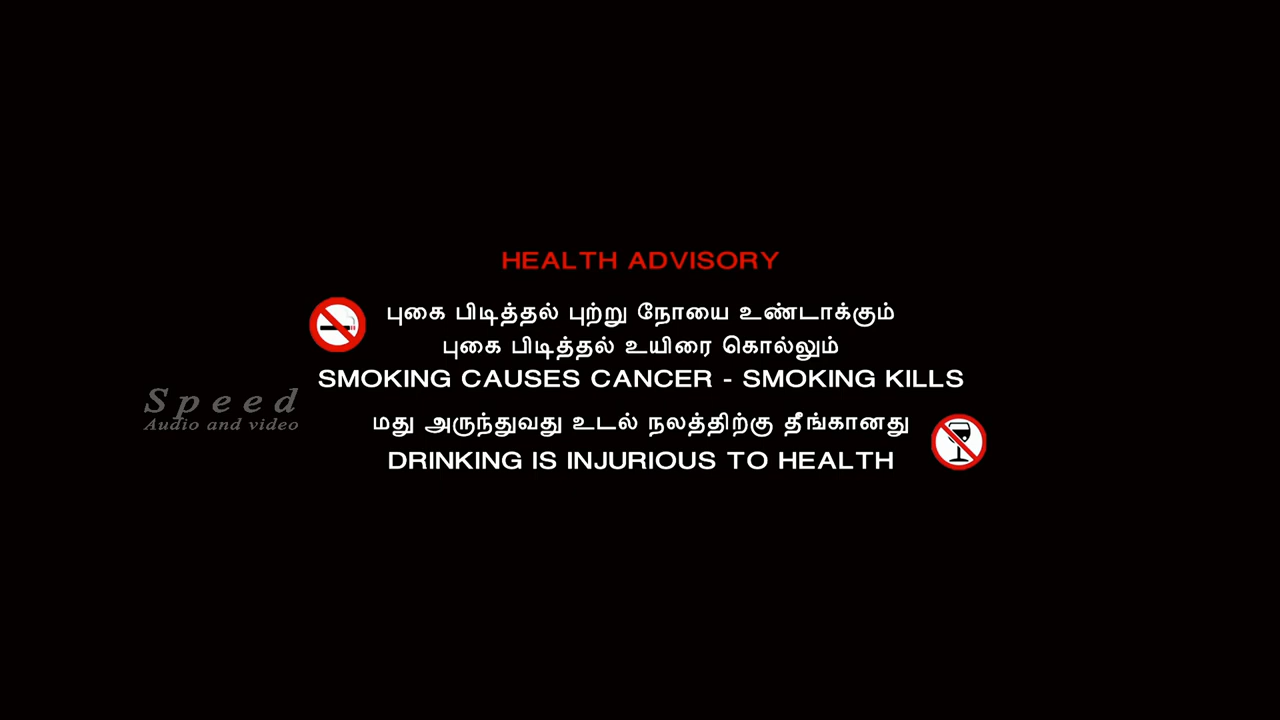 HEALTH ADVISORY
புகை பிடித்தல் புற்று நோயை உண்டாக்கும்
புகை பிடித்தல் உயிரை கொல்லும்
SMOKING CAUSES CANCER - SMOKING KILLS
Speed
Audio and video
மது அருந்துவது உடல் நலத்திற்கு தீங்கானது
DRINKING IS INJURIOUS TO HEALTH